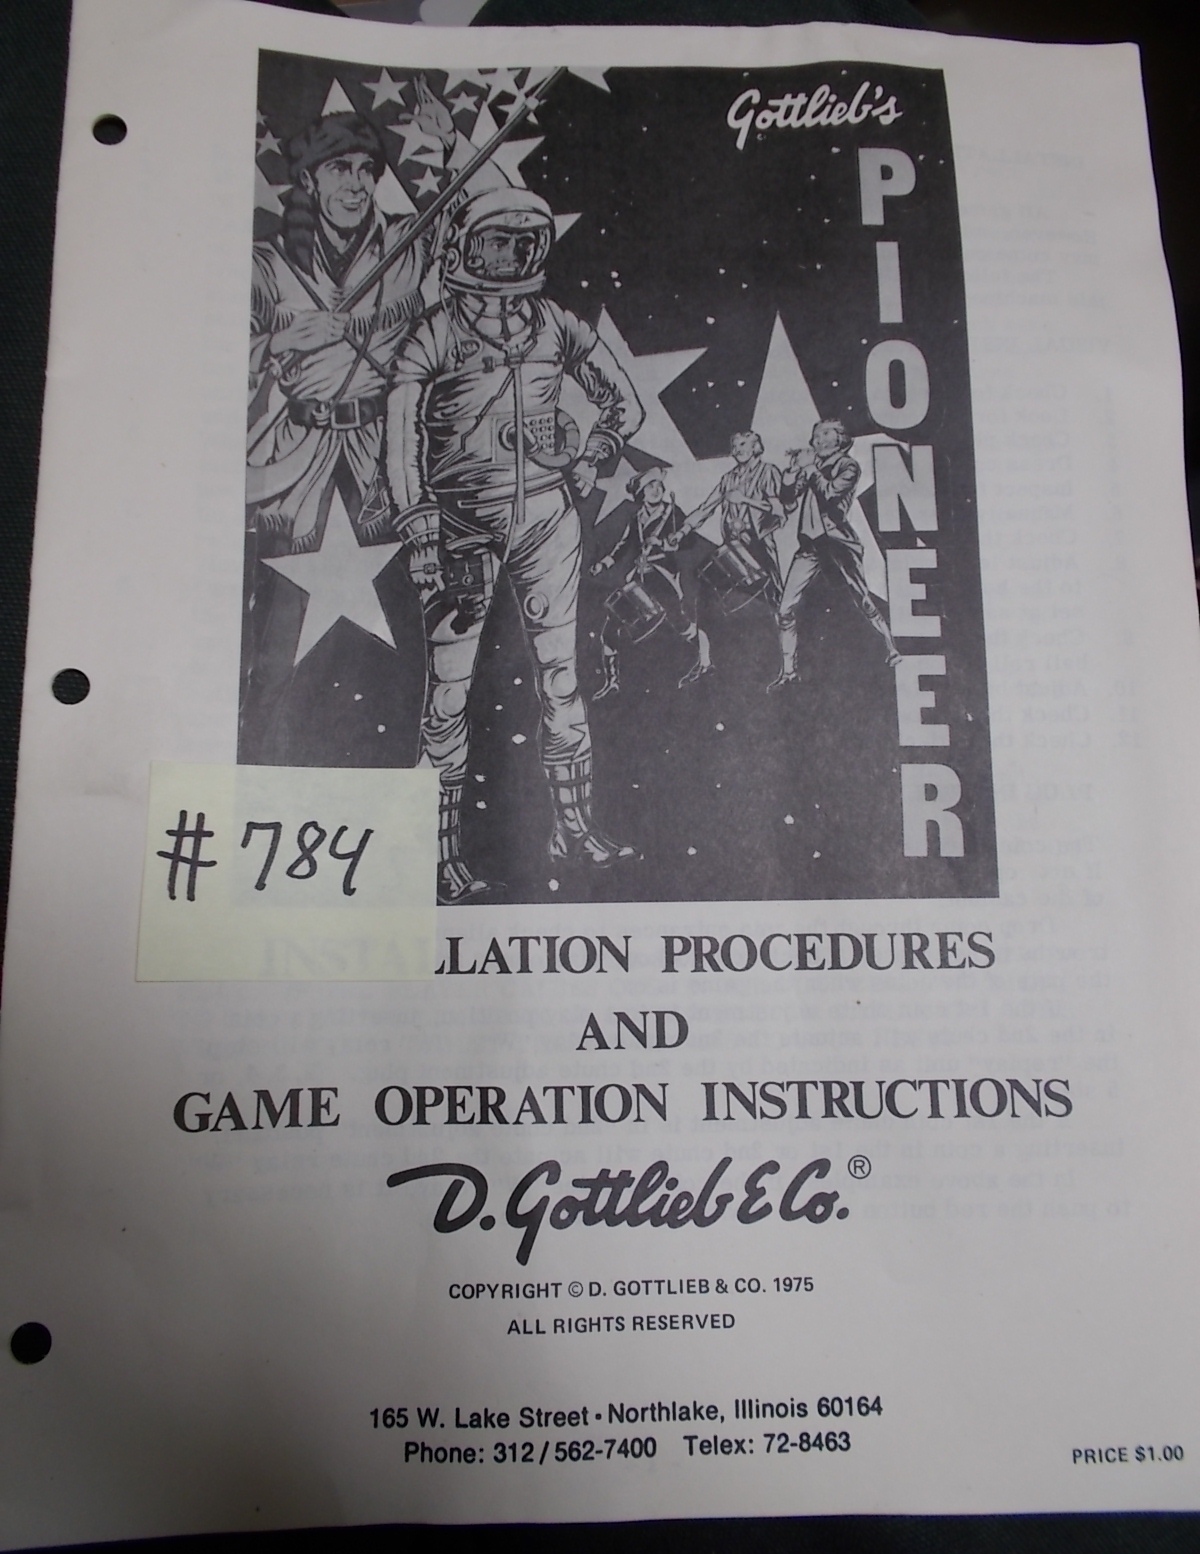 Gottlieb's
PIONEER
#784
INSTALLATION PROCEDURES
AND
GAME OPERATION INSTRUCTIONS
D. Gottlieb & Co.®
COPYRIGHT © D. GOTTLIEB & CO. 1975
ALL RIGHTS RESERVED
165 W. Lake Street • Northlake, Illinois 60164
Phone: 312/562-7400 Telex: 72-8463
PRICE $1.00